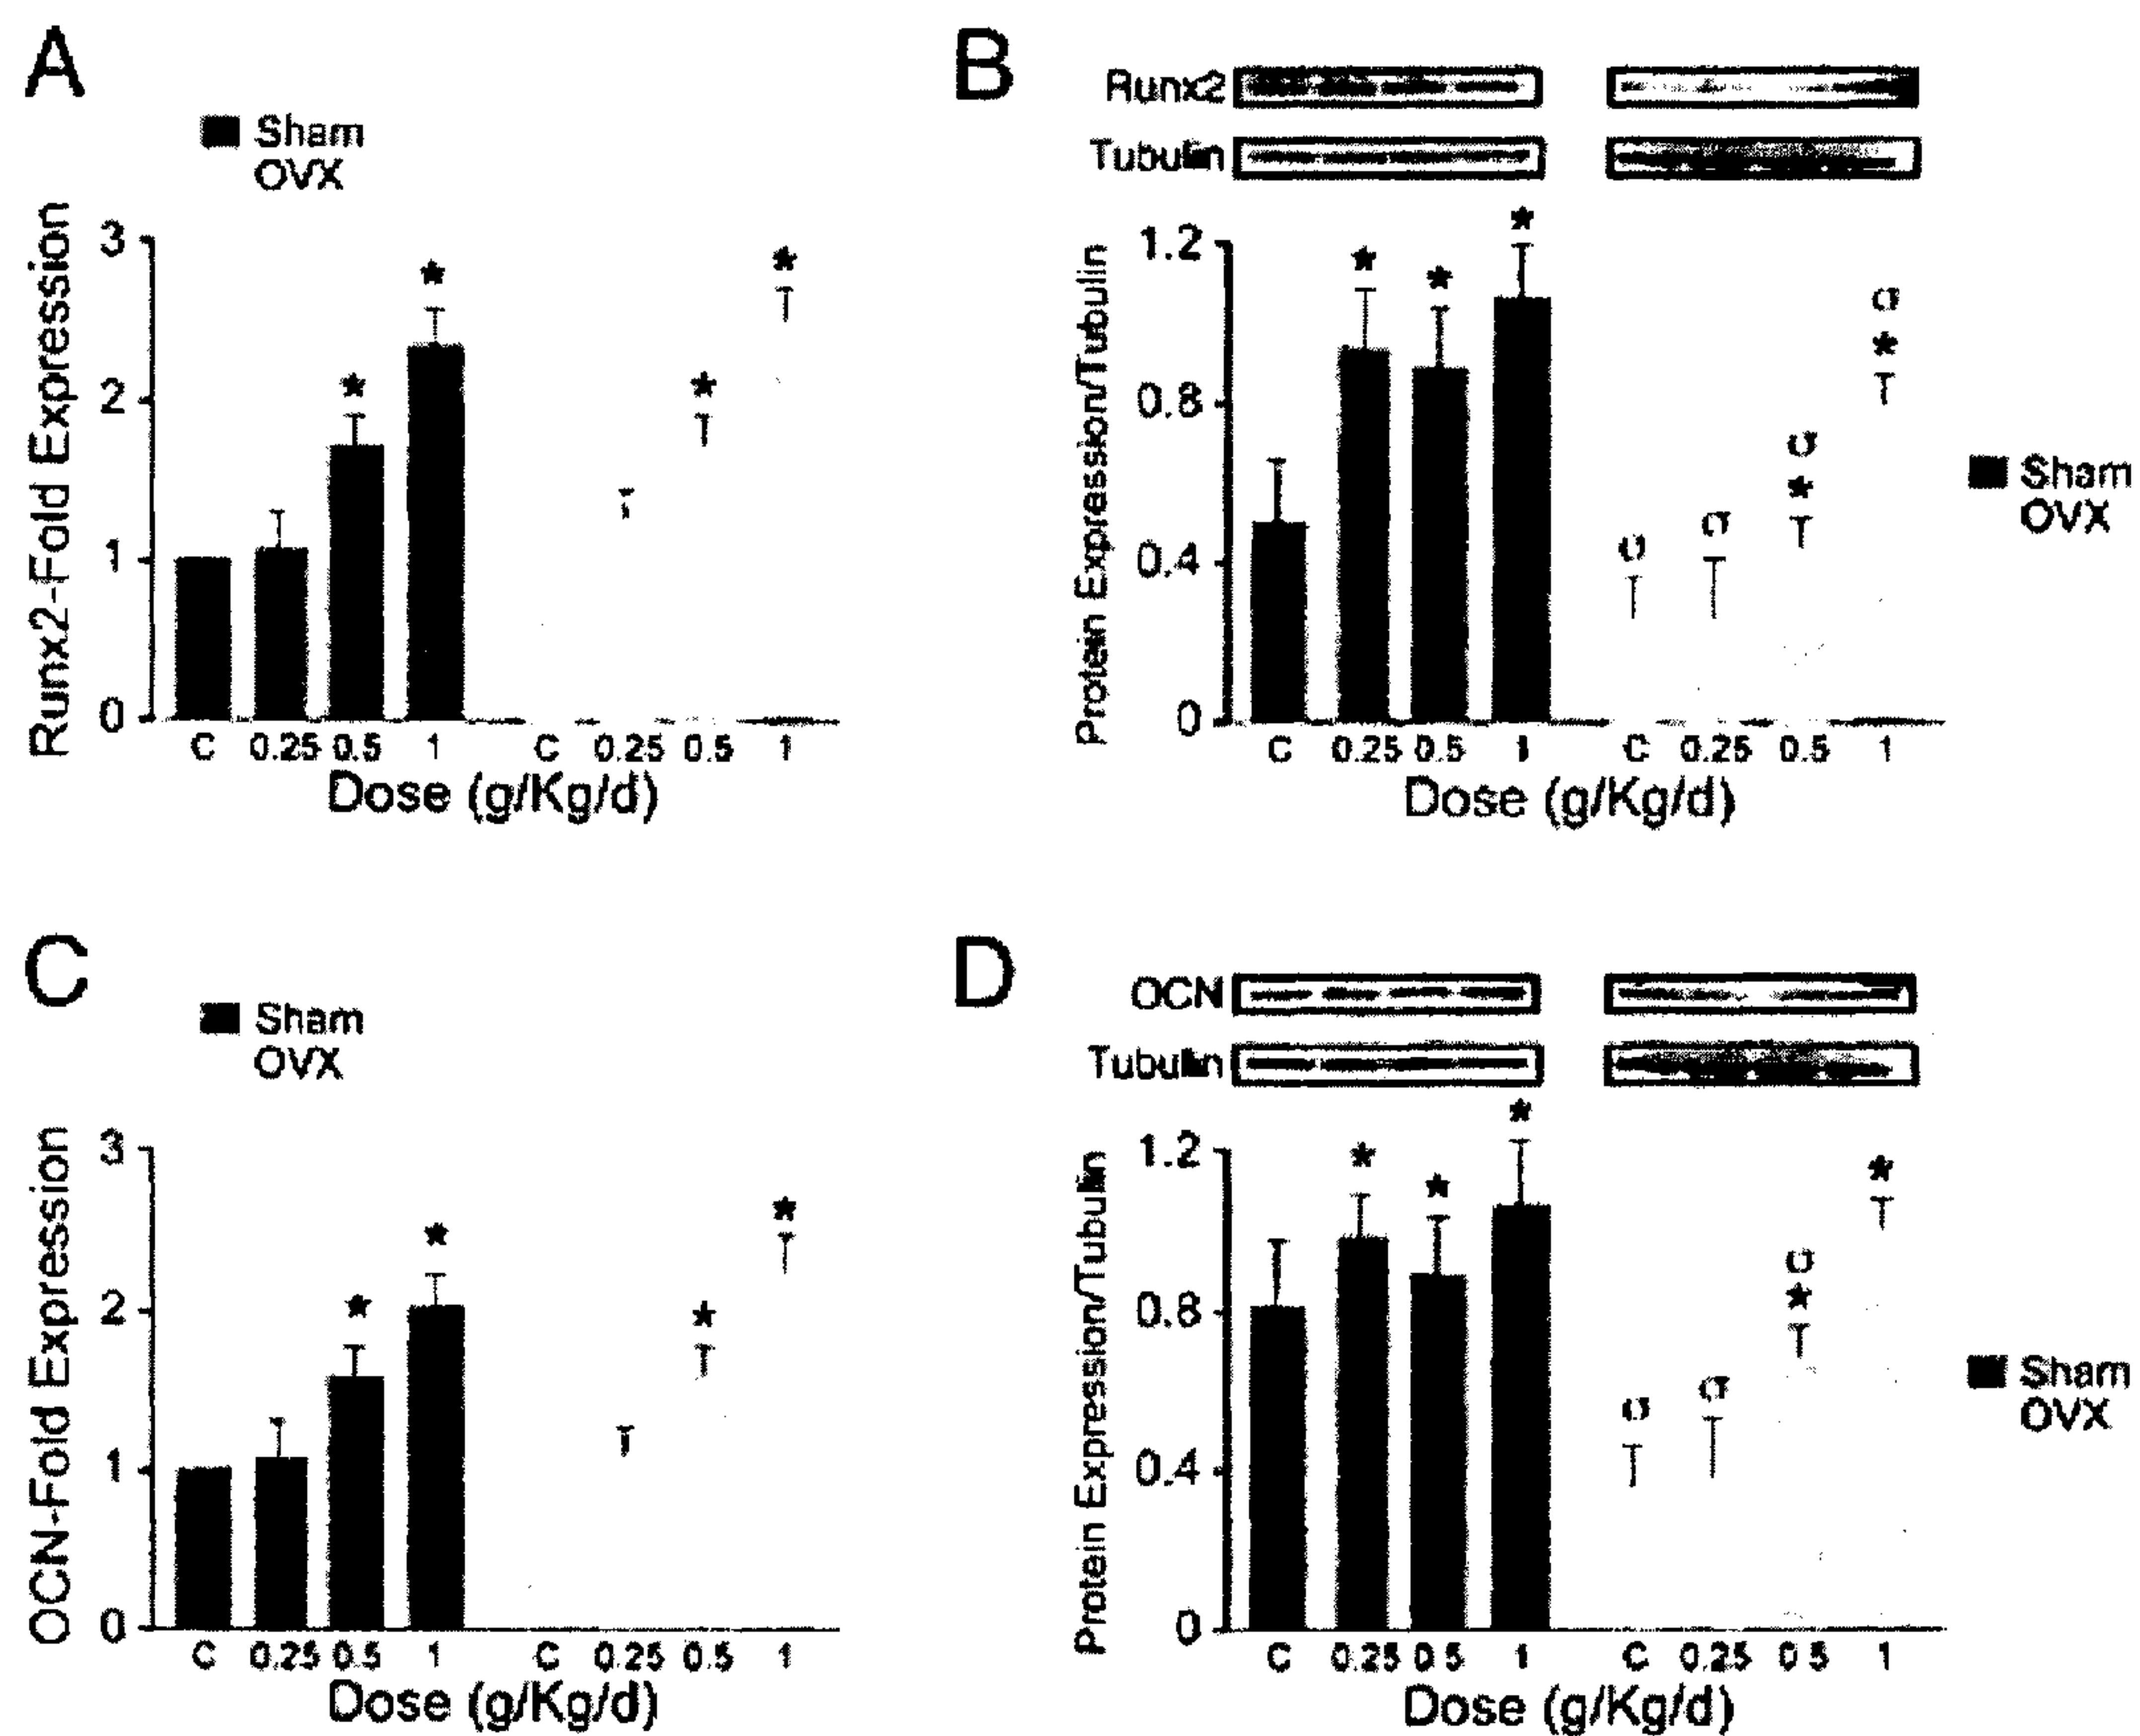 A
Sham
OVX
Runx2-Fold Expression
3
2
1
0
* * * *
C 0.25 0.5 1 C 0.25 0.5 1
Dose (g/Kg/d)
B
Runx2
Tubulin
Protein Expression/Tubulin
1.2
0.8
0.4
0
* * * σ σ σ * σ *
C 0.25 0.5 1 C 0.25 0.5 1
Dose (g/Kg/d)
Sham
OVX
C
Sham
OVX
OCN-Fold Expression
3
2
1
0
* * * *
C 0.25 0.5 1 C 0.25 0.5 1
Dose (g/Kg/d)
D
OCN
Tubulin
Protein Expression/Tubulin
1.2
0.8
0.4
0
* * * σ σ σ * *
C 0.25 0.5 1 C 0.25 0.5 1
Dose (g/Kg/d)
Sham
OVX